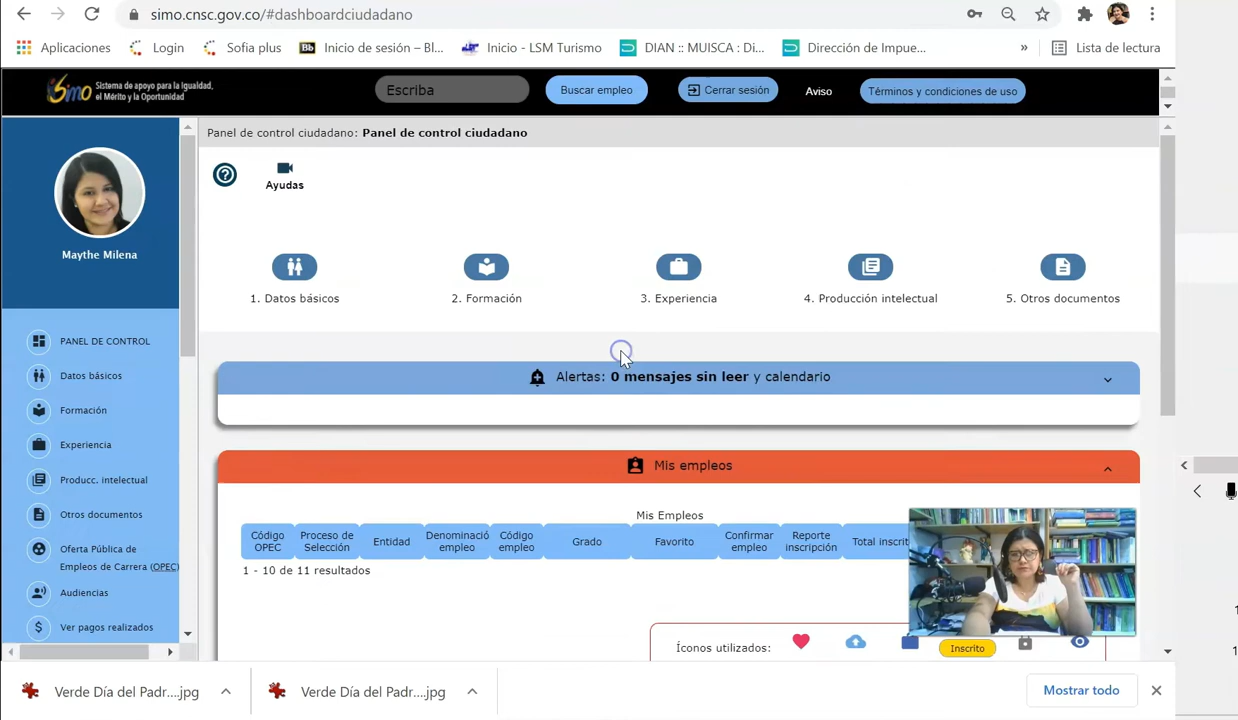 simo.cnsc.gov.co/#dashboardciudadano
Aplicaciones Login Sofia plus Inicio de sesión – Bl... Inicio - LSM Turismo DIAN :: MUISCA : Di... Dirección de Impue... » Lista de lectura
Simo Sistema de apoyo para la Igualdad,
el Mérito y la Oportunidad
Escriba Buscar empleo Cerrar sesión Aviso Términos y condiciones de uso
Panel de control ciudadano: Panel de control ciudadano
Ayudas
Maythe Milena
1. Datos básicos 2. Formación 3. Experiencia 4. Producción intelectual 5. Otros documentos
PANEL DE CONTROL
Datos básicos
Formación
Experiencia
Producc. intelectual
Otros documentos
Oferta Pública de
Empleos de Carrera (OPEC)
Audiencias
Ver pagos realizados
Alertas: 0 mensajes sin leer y calendario
Mis empleos
Mis Empleos
Código OPEC Proceso de Selección Entidad Denominació empleo Código empleo Grado Favorito Confirmar empleo Reporte inscripción Total inscrit
1 - 10 de 11 resultados
Íconos utilizados: Inscrito
Verde Día del Padr....jpg Verde Día del Padr....jpg Mostrar todo